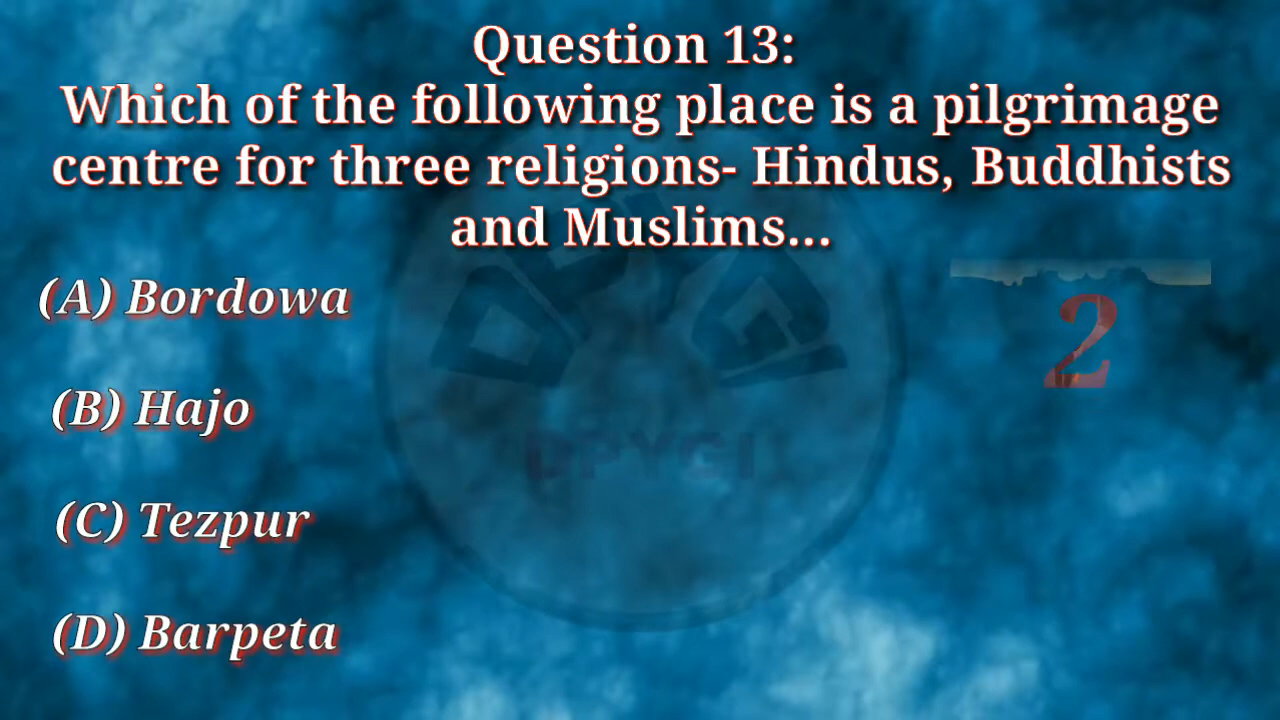 Question 13:
Which of the following place is a pilgrimage
centre for three religions- Hindus, Buddhists
and Muslims...
(A) Bordowa
2
(B) Hajo
(C) Tezpur
(D) Barpeta